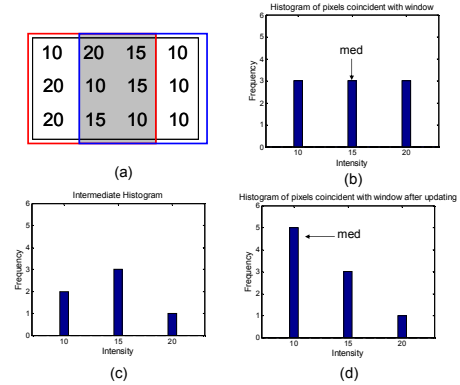 10 20 15 10
20 10 15 10
20 15 10 10
(a)
Histogram of pixels coincident with window
6
5
4
3
2
1
0
Frequency
med
10 15 20
Intensity
(b)
Intermediate Histogram
6
5
4
3
2
1
0
Frequency
10 15 20
Intensity
(c)
Histogram of pixels coincident with window after updating
6
5
4
3
2
1
0
Frequency
med
10 15 20
Intensity
(d)